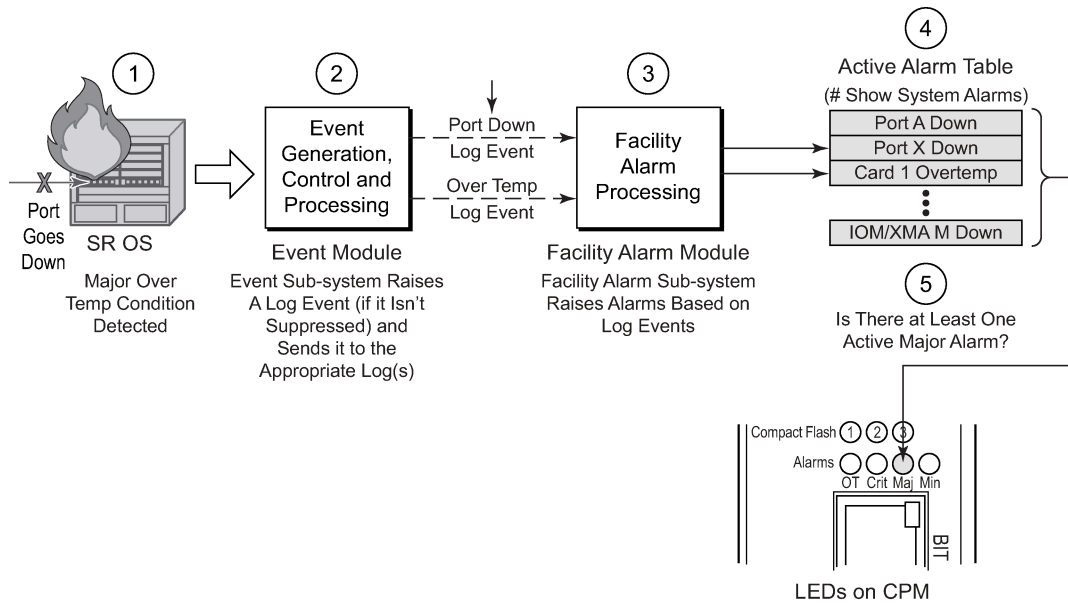 1
Port
Goes
Down
SR OS
Major Over
Temp Condition
Detected
2
Event
Generation,
Control and
Processing
Event Module
Event Sub-system Raises
A Log Event (if it Isn't
Suppressed) and
Sends it to the
Appropriate Log(s)
Port Down
Log Event
Over Temp
Log Event
3
Facility
Alarm
Processing
Facility Alarm Module
Facility Alarm Sub-system
Raises Alarms Based on
Log Events
4
Active Alarm Table
(# Show System Alarms)
Port A Down
Port X Down
Card 1 Overtemp
IOM/XMA M Down
5
Is There at Least One
Active Major Alarm?
Compact Flash 1 2 3
Alarms
OT Crit Maj Min
BIT
LEDs on CPM